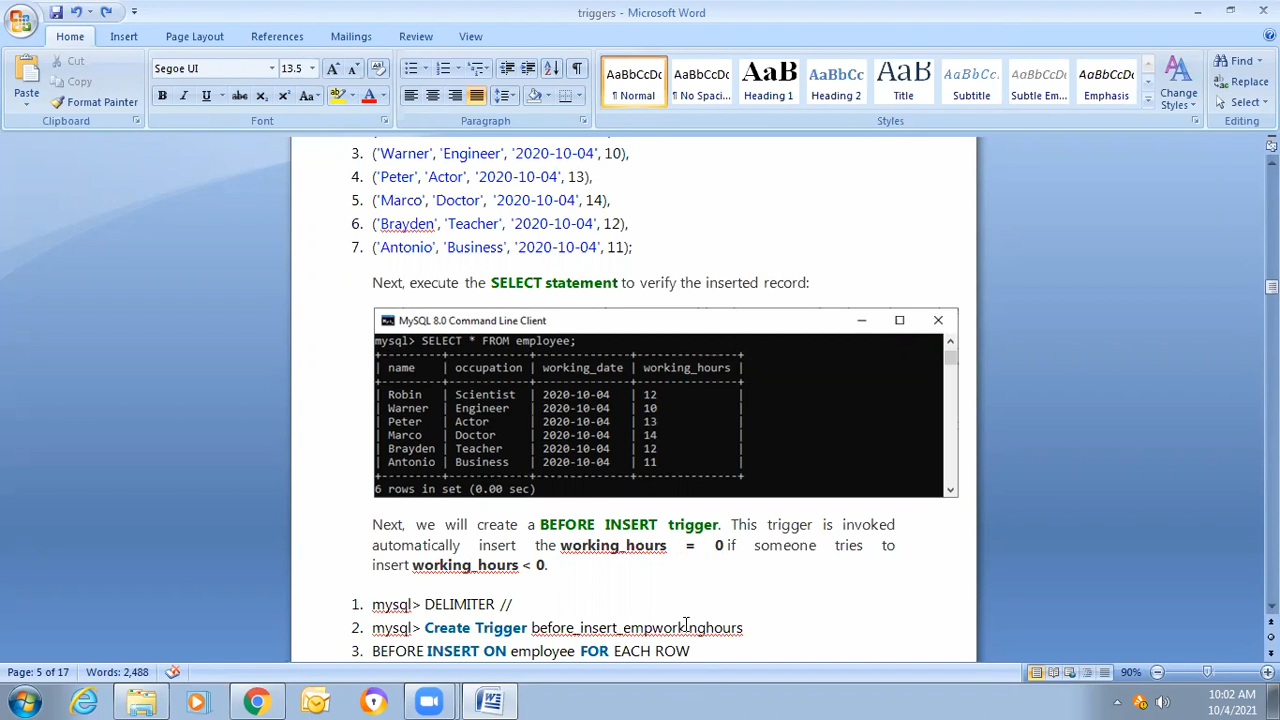 triggers - Microsoft Word
Home Insert Page Layout References Mailings Review View
Paste
Cut
Copy
Format Painter
Clipboard
Segoe UI 13.5
Font
Paragraph
AaBbCcDc AaBbCcDc AaB AaBbCc AaB AaBbCc. AaBbCcDc AaBbCcDc
¶ Normal ¶ No Spaci... Heading 1 Heading 2 Title Subtitle Subtle Em... Emphasis
Change Styles
Styles
Find
Replace
Select
Editing
3. ('Warner', 'Engineer', '2020-10-04', 10),
4. ('Peter', 'Actor', '2020-10-04', 13),
5. ('Marco', 'Doctor', '2020-10-04', 14),
6. ('Brayden', 'Teacher', '2020-10-04', 12),
7. ('Antonio', 'Business', '2020-10-04', 11);
Next, execute the SELECT statement to verify the inserted record:
MySQL 8.0 Command Line Client
mysql> SELECT * FROM employee;
| name | occupation | working_date | working_hours |
| Robin | Scientist | 2020-10-04 | 12 |
| Warner | Engineer | 2020-10-04 | 10 |
| Peter | Actor | 2020-10-04 | 13 |
| Marco | Doctor | 2020-10-04 | 14 |
| Brayden | Teacher | 2020-10-04 | 12 |
| Antonio | Business | 2020-10-04 | 11 |
6 rows in set (0.00 sec)
Next, we will create a BEFORE INSERT trigger. This trigger is invoked
automatically insert the working_hours = 0 if someone tries to
insert working_hours < 0.
1. mysql> DELIMITER //
2. mysql> Create Trigger before_insert_empworkinghours
3. BEFORE INSERT ON employee FOR EACH ROW
Page: 5 of 17 Words: 2,488 90%
10:02 AM
10/4/2021